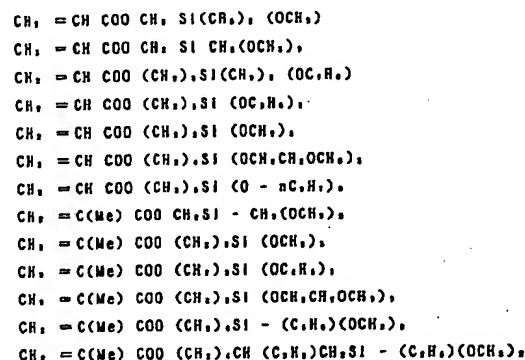 CH₂ =CH COO CH₂ Si(CH₃)₂ (OCH₃)
CH₂ =CH COO CH₂ Si CH₃(OCH₃)₂
CH₂ =CH COO (CH₂)₃Si(CH₃)₂ (OC₂H₅)
CH₂ =CH COO (CH₂)₃Si (OC₂H₅)₃
CH₂ =CH COO (CH₂)₃Si (OCH₃)₃
CH₂ =CH COO (CH₂)₃Si (OCH₂CH₂OCH₃)₃
CH₂ =CH COO (CH₂)₃Si (O - nC₃H₇)₃
CH₂ =C(Me) COO CH₂Si - CH₃(OCH₃)₂
CH₂ =C(Me) COO (CH₂)₃Si (OCH₃)₃
CH₂ =C(Me) COO (CH₂)₃Si (OC₂H₅)₃
CH₂ =C(Me) COO (CH₂)₃Si (OCH₂CH₂OCH₃)₃
CH₂ =C(Me) COO (CH₂)₃Si - (C₂H₅)(OCH₃)₂
CH₂ =C(Me) COO (CH₂)₂CH (C₂H₅)CH₂Si - (C₂H₅)(OCH₃)₂